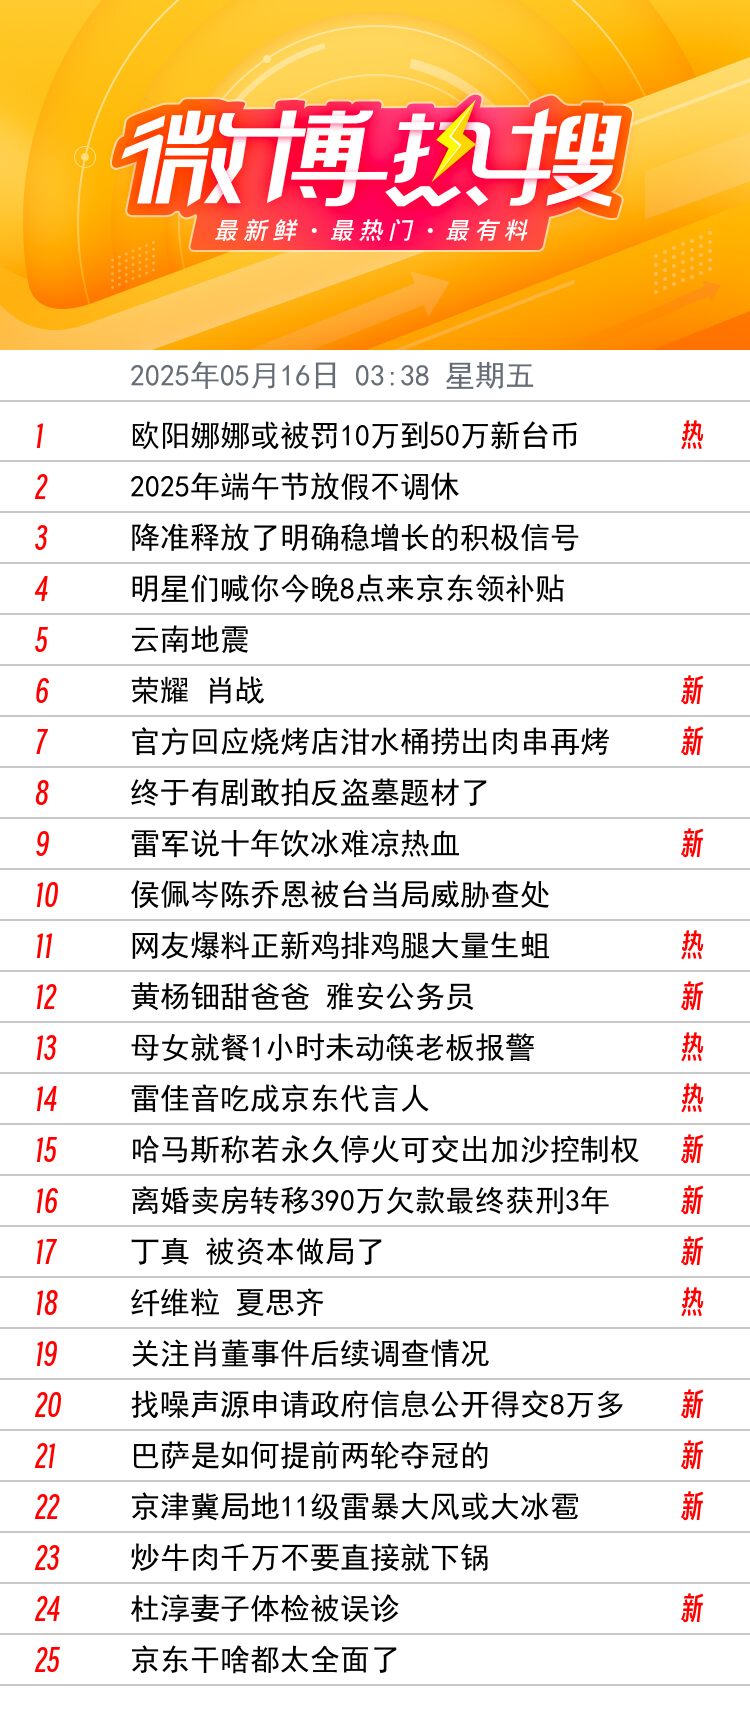 微博热搜
最新鲜·最热门·最有料
2025年05月16日 03:38 星期五
1 欧阳娜娜或被罚10万到50万新台币 热
2 2025年端午节放假不调休
3 降准释放了明确稳增长的积极信号
4 明星们喊你今晚8点来京东领补贴
5 云南地震
6 荣耀 肖战 新
7 官方回应烧烤店泔水桶捞出肉串再烤 新
8 终于有剧敢拍反盗墓题材了
9 雷军说十年饮冰难凉热血 新
10 侯佩岑陈乔恩被台当局威胁查处
11 网友爆料正新鸡排鸡腿大量生蛆 热
12 黄杨钿甜爸爸 雅安公务员 新
13 母女就餐1小时未动筷老板报警 热
14 雷佳音吃成京东代言人 热
15 哈马斯称若永久停火可交出加沙控制权 新
16 离婚卖房转移390万欠款最终获刑3年 新
17 丁真 被资本做局了 新
18 纤维粒 夏思齐 热
19 关注肖董事件后续调查情况
20 找噪声源申请政府信息公开得交8万多 新
21 巴萨是如何提前两轮夺冠的 新
22 京津冀局地11级雷暴大风或大冰雹 新
23 炒牛肉千万不要直接就下锅
24 杜淳妻子体检被误诊 新
25 京东干啥都太全面了